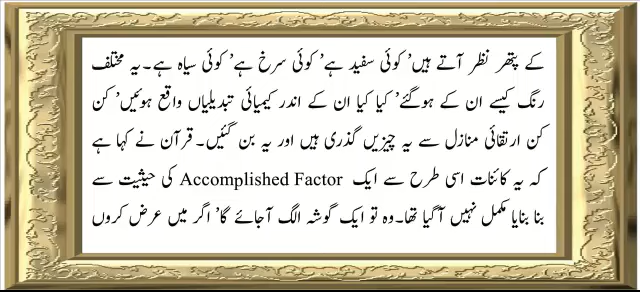 کے پتھر نظر آتے ہیں’ کوئی سفید ہے’ کوئی سرخ ہے’ کوئی سیاہ ہے۔ یہ مختلف
رنگ کیسے ان کے ہوگئے’ کیا کیا ان کے اندر کیمیائی تبدیلیاں واقع ہوئیں’ کن
کن ارتقائی منازل سے یہ چیزیں گذری ہیں اور یہ بن گئیں۔ قرآن نے کہا ہے
کہ یہ کائنات اسی طرح سے ایک Accomplished Factor کی حیثیت سے
بنا بنایا مکمل نہیں آگیا تھا۔ وہ تو ایک گوشہ الگ آجائے گا’ اگر میں عرض کروں